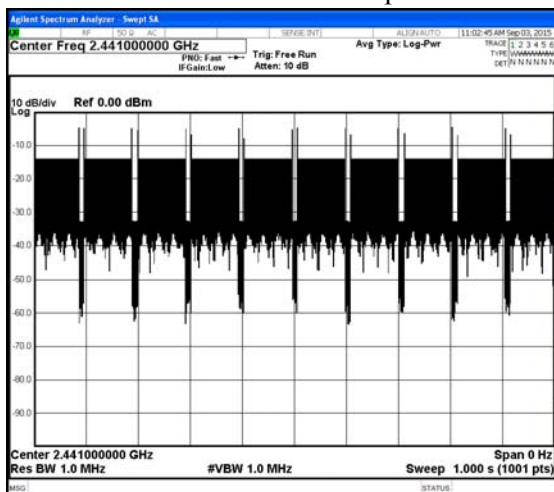 Agilent Spectrum Analyzer - Swept SA
RF 50 Ω AC SENSE:INT ALIGN AUTO 11:02:45 AM Sep 03, 2015
Center Freq 2.441000000 GHz
PNO: Fast
IFGain:Low
Trig: Free Run
Atten: 10 dB
Avg Type: Log-Pwr
TRACE 1 2 3 4 5 6
TYPE
DET N N N N N N
10 dB/div Ref 0.00 dBm
Log
-10.0
-20.0
-30.0
-40.0
-50.0
-60.0
-70.0
-80.0
-90.0
Center 2.441000000 GHz Span 0 Hz
Res BW 1.0 MHz #VBW 1.0 MHz Sweep 1.000 s (1001 pts)
MSG STATUS